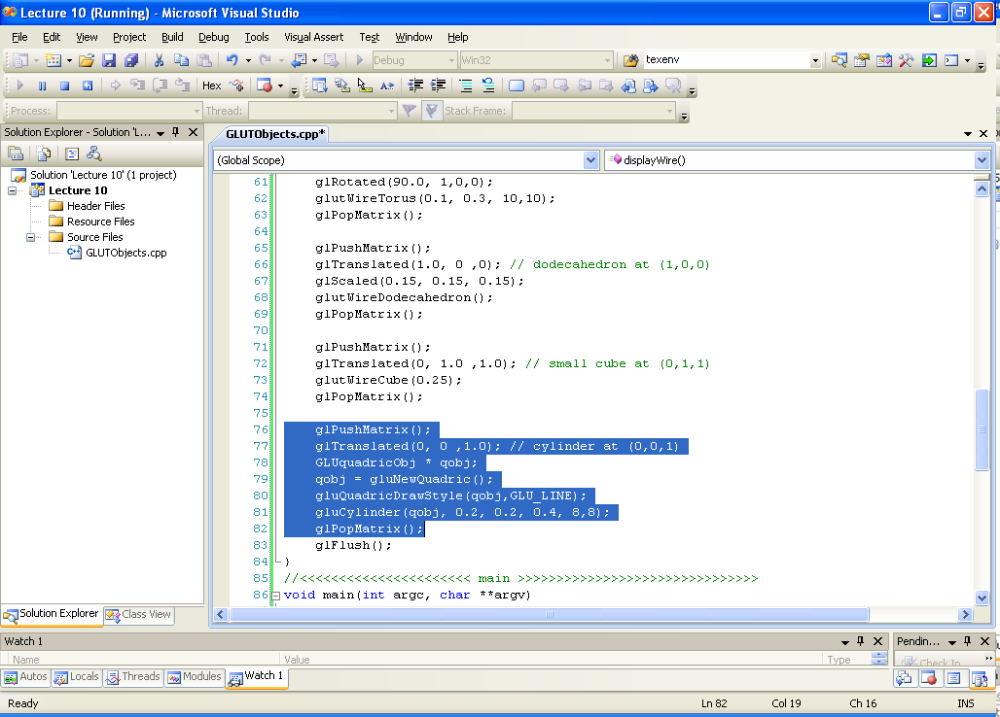 Lecture 10 (Running) - Microsoft Visual Studio
File Edit View Project Build Debug Tools Visual Assert Test Window Help
Debug Win32 texenv
Hex
Process: Thread: Stack Frame:
Solution Explorer - Solution 'L...
GLUTObjects.cpp*
(Global Scope) displayWire()
Solution 'Lecture 10' (1 project)
Lecture 10
Header Files
Resource Files
Source Files
GLUTObjects.cpp
61 glRotated(90.0, 1,0,0);
62 glutWireTorus(0.1, 0.3, 10,10);
63 glPopMatrix();
64
65 glPushMatrix();
66 glTranslated(1.0, 0 ,0); // dodecahedron at (1,0,0)
67 glScaled(0.15, 0.15, 0.15);
68 glutWireDodecahedron();
69 glPopMatrix();
70
71 glPushMatrix();
72 glTranslated(0, 1.0 ,1.0); // small cube at (0,1,1)
73 glutWireCube(0.25);
74 glPopMatrix();
75
76 glPushMatrix();
77 glTranslated(0, 0 ,1.0); // cylinder at (0,0,1)
78 GLUquadricObj * qobj;
79 qobj = gluNewQuadric();
80 gluQuadricDrawStyle(qobj,GLU_LINE);
81 gluCylinder(qobj, 0.2, 0.2, 0.4, 8,8);
82 glPopMatrix();
83 glFlush();
84 }
85 //<<<<<<<<<<<<<<<<<<<<<< main >>>>>>>>>>>>>>>>>>>>>>>>>>>>>>>
86 void main(int argc, char **argv)
Solution Explorer Class View
Watch 1
Name Value Type
Autos Locals Threads Modules Watch 1
Pendin...
Check In
Ready Ln 82 Col 19 Ch 16 INS